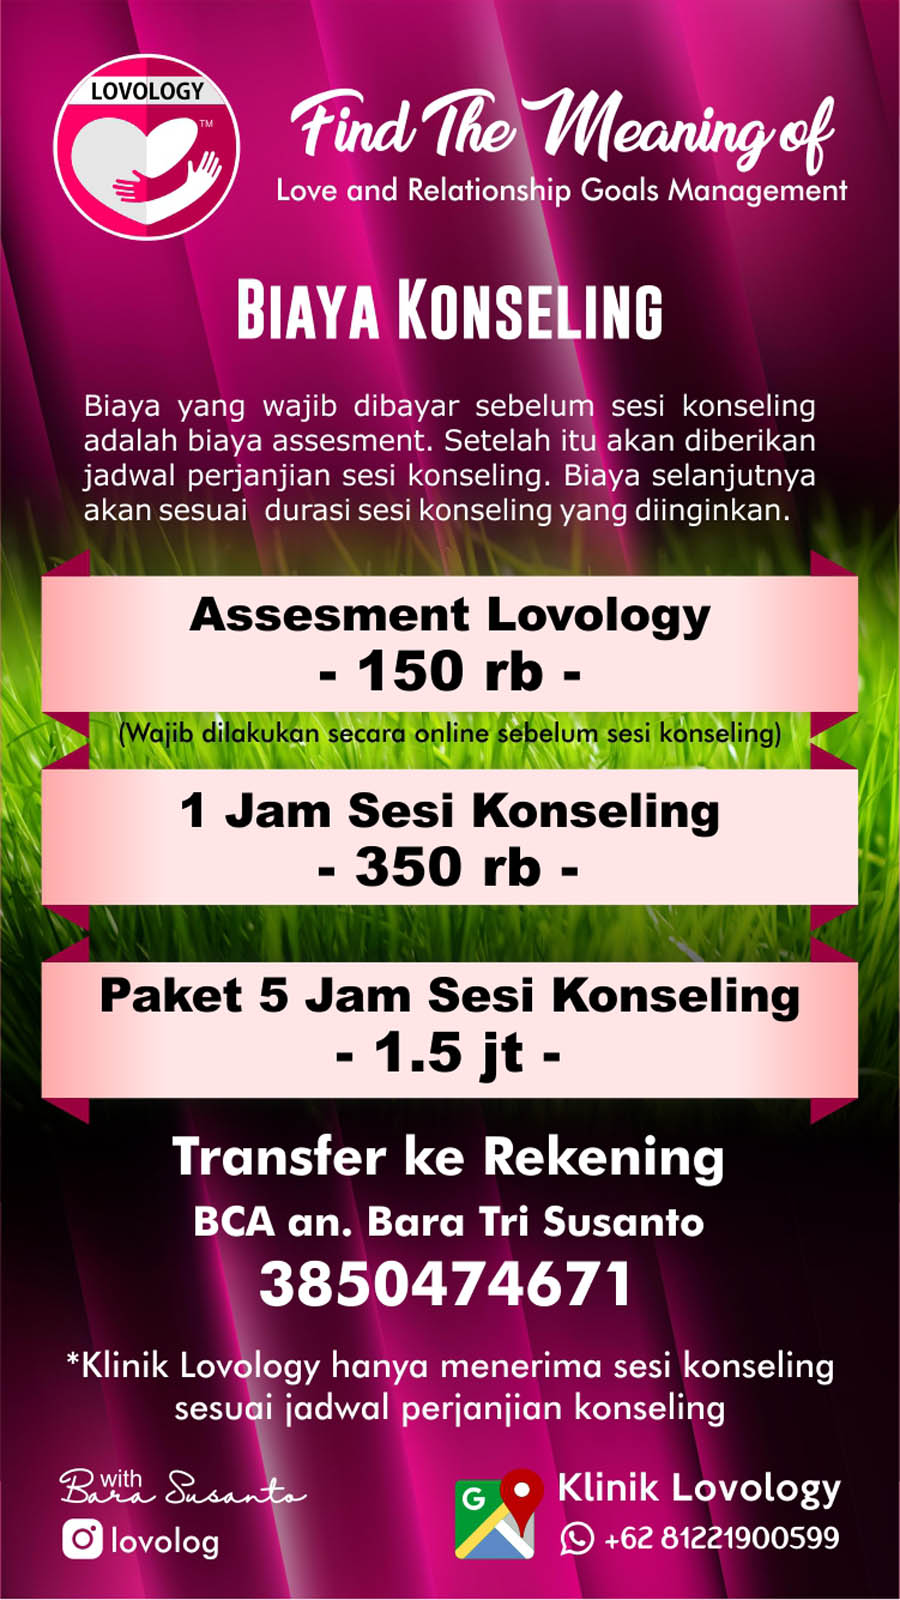 LOVOLOGY
TM
Find The Meaning of
Love and Relationship Goals Management
BIAYA KONSELING
Biaya yang wajib dibayar sebelum sesi konseling
adalah biaya assesment. Setelah itu akan diberikan
jadwal perjanjian sesi konseling. Biaya selanjutnya
akan sesuai durasi sesi konseling yang diinginkan.
Assesment Lovology
- 150 rb -
(Wajib dilakukan secara online sebelum sesi konseling)
1 Jam Sesi Konseling
- 350 rb -
Paket 5 Jam Sesi Konseling
- 1.5 jt -
Transfer ke Rekening
BCA an. Bara Tri Susanto
3850474671
*Klinik Lovology hanya menerima sesi konseling
sesuai jadwal perjanjian konseling
with
Bara Susanto
lovolog
G
Klinik Lovology
+62 81221900599